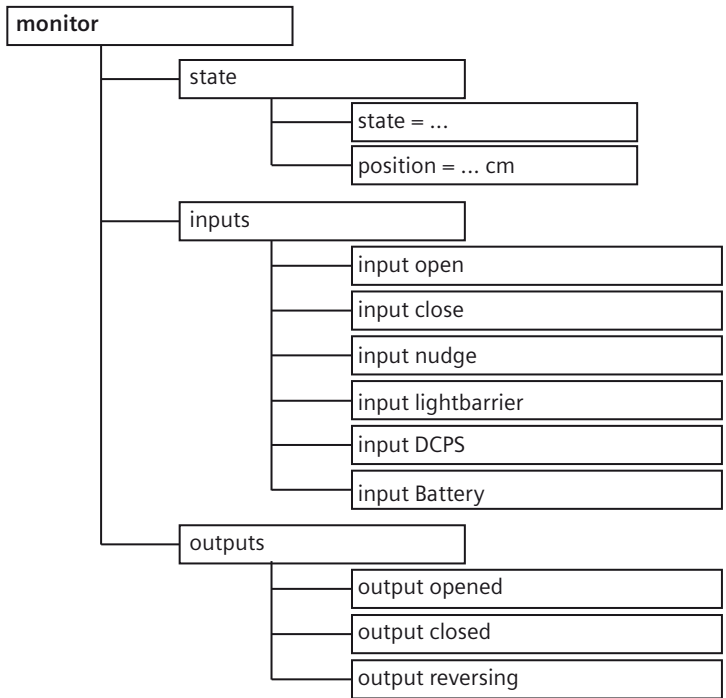 monitor
state
state = ...
position = ... cm
inputs
input open
input close
input nudge
input lightbarrier
input DCPS
input Battery
outputs
output opened
output closed
output reversing